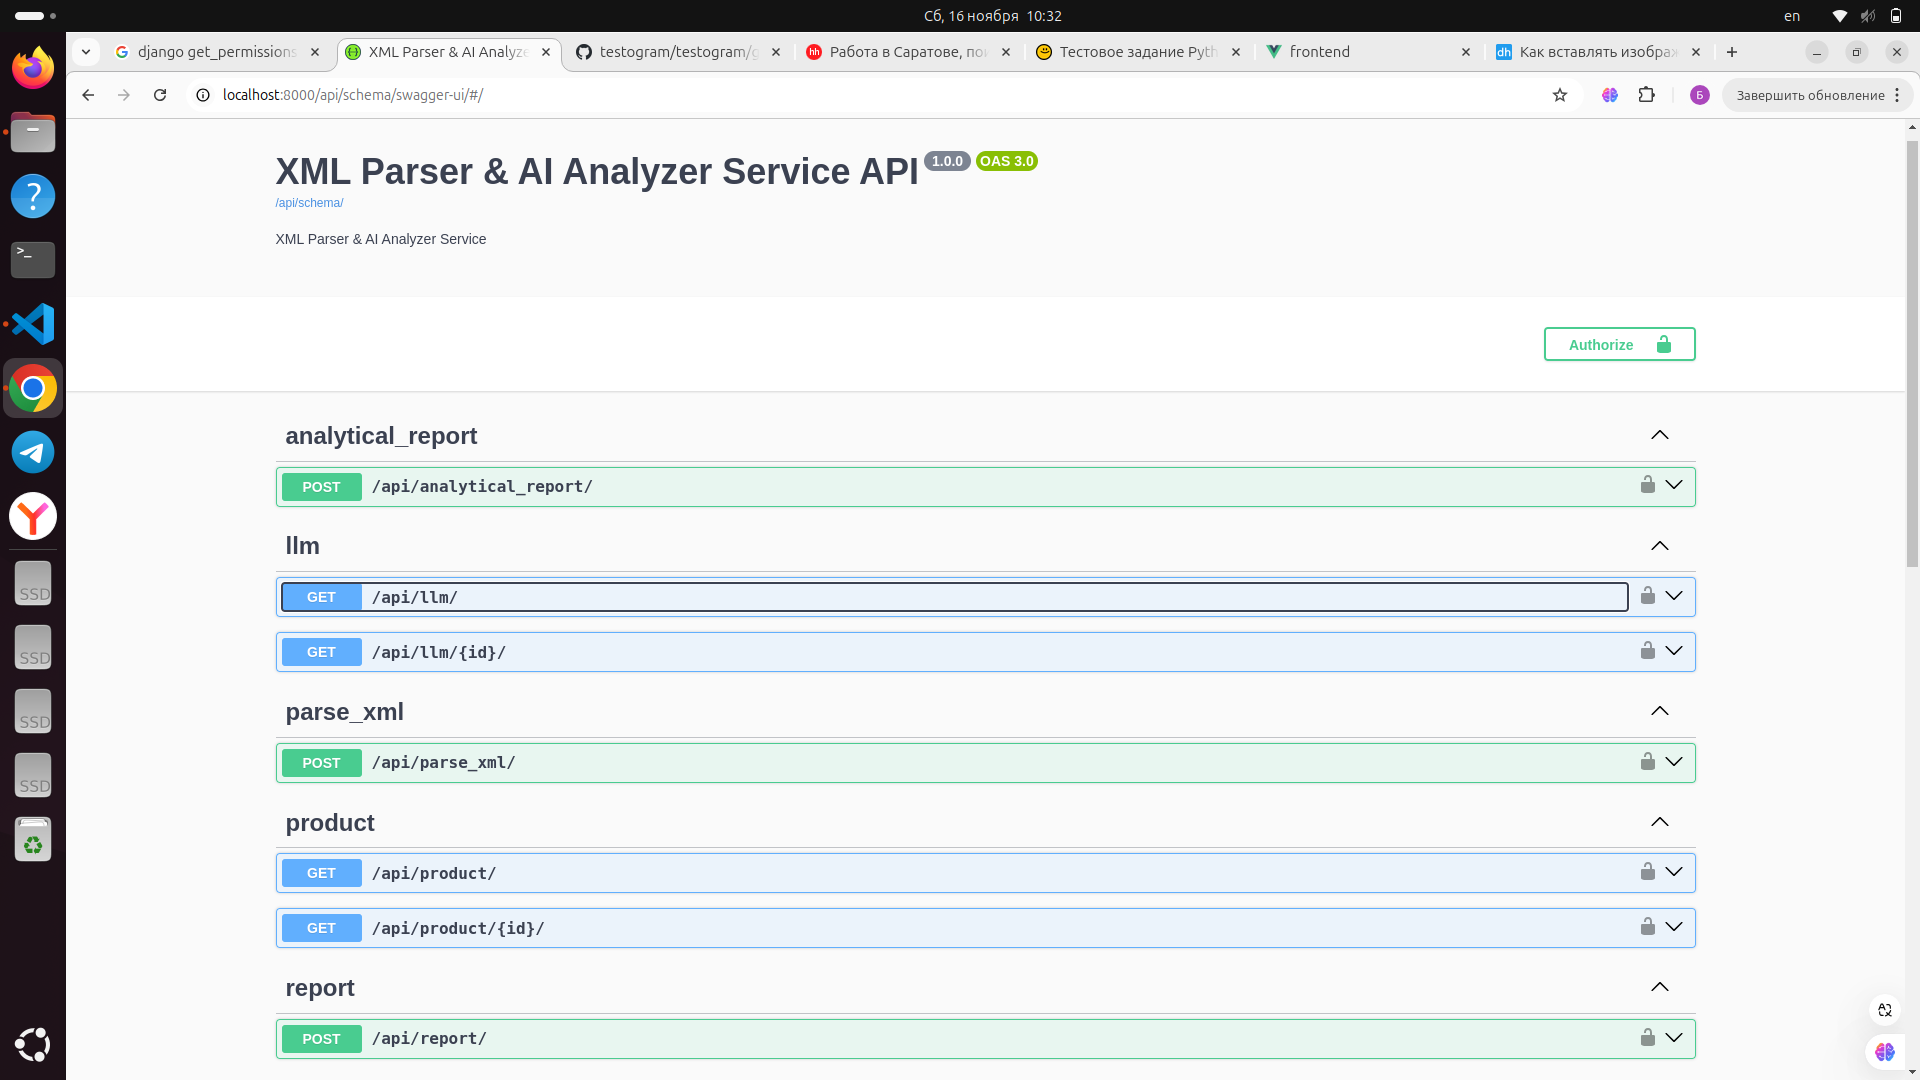 Сб, 16 ноября 10:32
en
django get_permissions
XML Parser & AI Analyze
testogram/testogram/g
Работа в Саратове, пои
Тестовое задание Pyth
frontend
Как вставлять изображ
localhost:8000/api/schema/swagger-ui/#/
Б
Завершить обновление
XML Parser & AI Analyzer Service API 1.0.0 OAS 3.0
/api/schema/
XML Parser & AI Analyzer Service
Authorize
analytical_report
POST /api/analytical_report/
llm
GET /api/llm/
GET /api/llm/{id}/
parse_xml
POST /api/parse_xml/
product
GET /api/product/
GET /api/product/{id}/
report
POST /api/report/
SSD
SSD
SSD
SSD